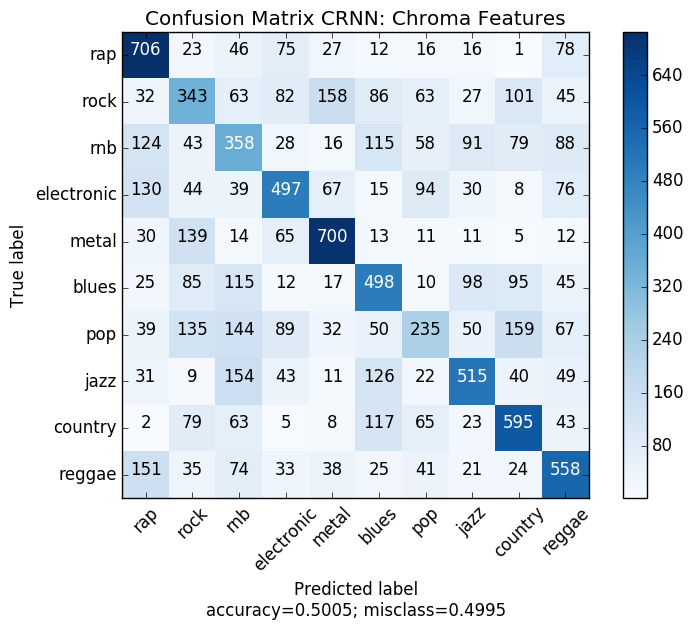 Confusion Matrix CRNN: Chroma Features
rap 706 23 46 75 27 12 16 16 1 78
rock 32 343 63 82 158 86 63 27 101 45
rnb 124 43 358 28 16 115 58 91 79 88
electronic 130 44 39 497 67 15 94 30 8 76
metal 30 139 14 65 700 13 11 11 5 12
blues 25 85 115 12 17 498 10 98 95 45
pop 39 135 144 89 32 50 235 50 159 67
jazz 31 9 154 43 11 126 22 515 40 49
country 2 79 63 5 8 117 65 23 595 43
reggae 151 35 74 33 38 25 41 21 24 558
True label
rap rock rnb electronic metal blues pop jazz country reggae
Predicted label
accuracy=0.5005; misclass=0.4995
640
560
480
400
320
240
160
80